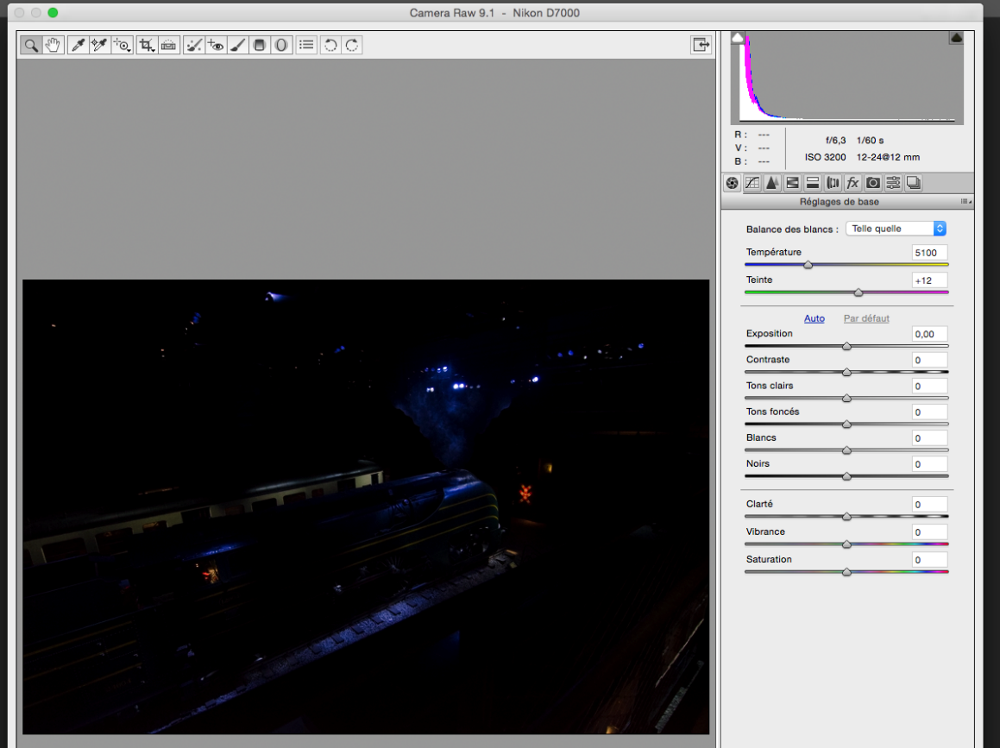 Camera Raw 9.1 - Nikon D7000
R : ---
V : ---
B : ---
f/6,3 1/60 s
ISO 3200 12-24@12 mm
Réglages de base
Balance des blancs : Telle quelle
Température 5100
Teinte +12
Auto Par défaut
Exposition 0,00
Contraste 0
Tons clairs 0
Tons foncés 0
Blancs 0
Noirs 0
Clarté 0
Vibrance 0
Saturation 0